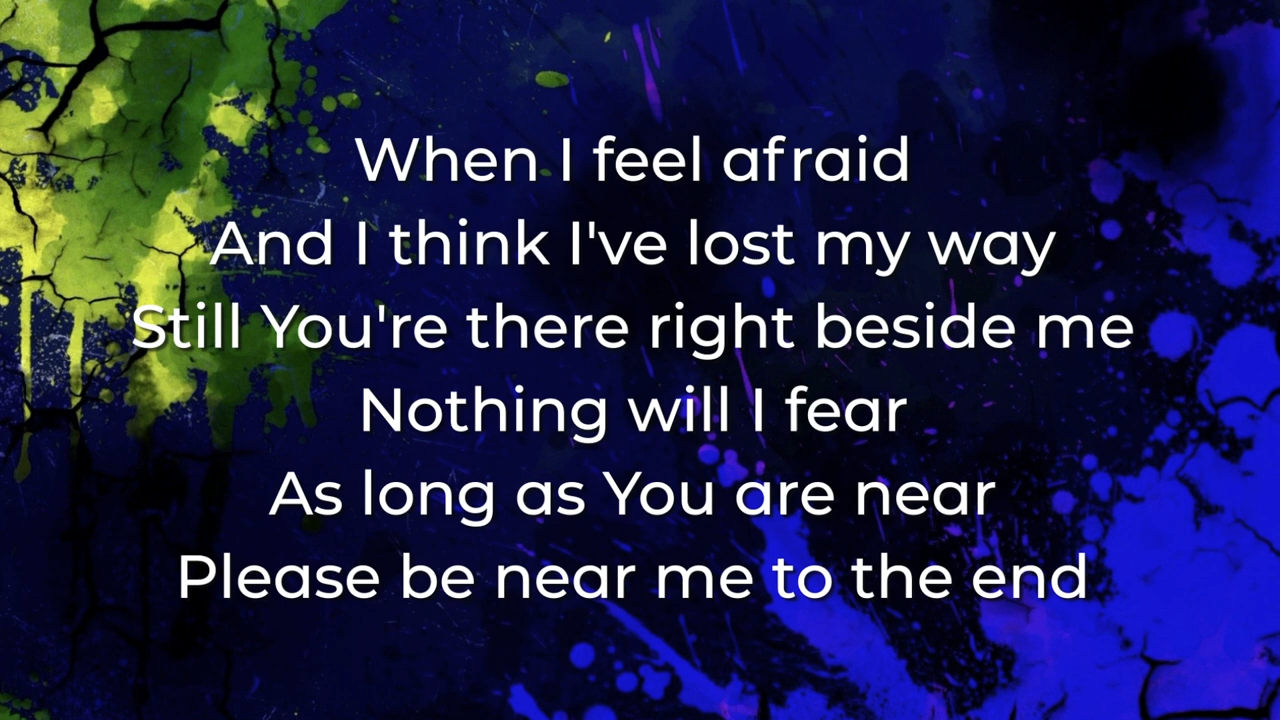 When I feel afraid
And I think I've lost my way
Still You're there right beside me
Nothing will I fear
As long as You are near
Please be near me to the end